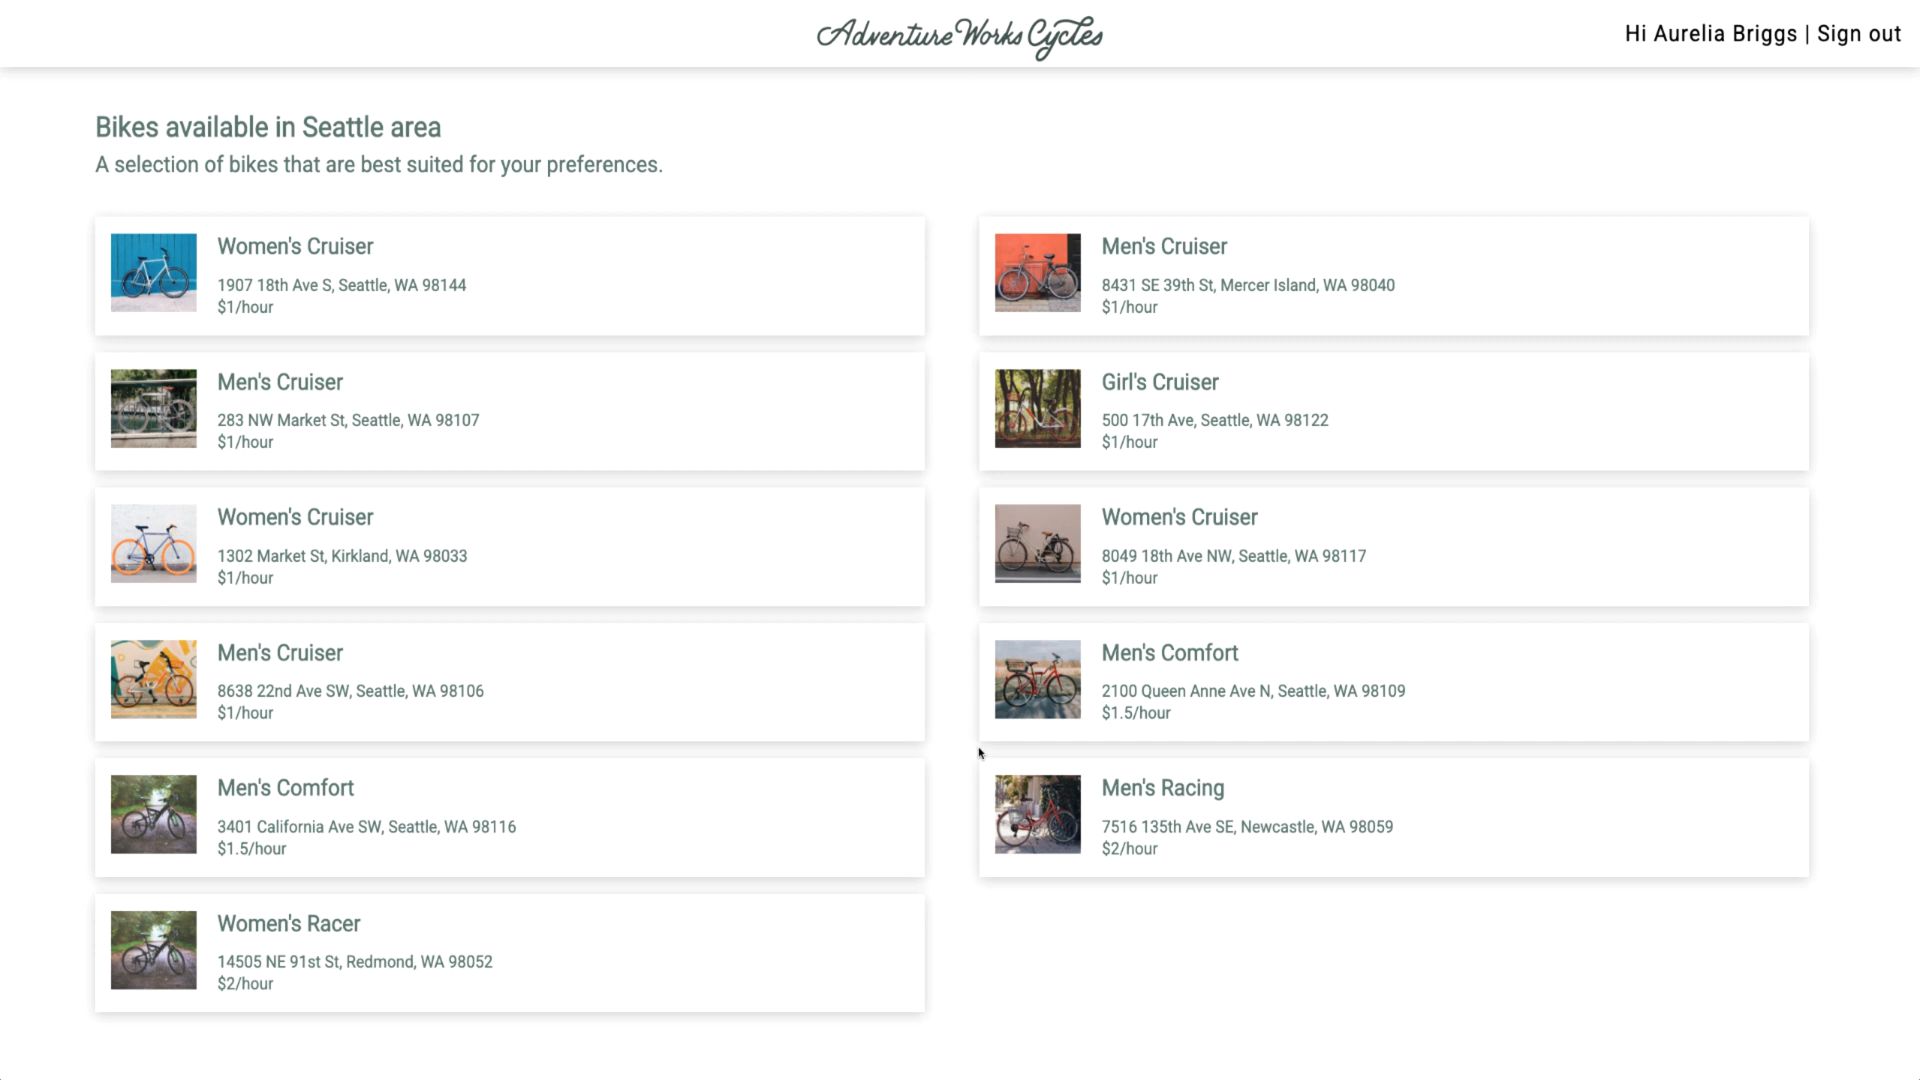 Adventure Works Cycles
Hi Aurelia Briggs | Sign out
Bikes available in Seattle area
A selection of bikes that are best suited for your preferences.
Women's Cruiser
1907 18th Ave S, Seattle, WA 98144
$1/hour
Men's Cruiser
8431 SE 39th St, Mercer Island, WA 98040
$1/hour
Men's Cruiser
283 NW Market St, Seattle, WA 98107
$1/hour
Girl's Cruiser
500 17th Ave, Seattle, WA 98122
$1/hour
Women's Cruiser
1302 Market St, Kirkland, WA 98033
$1/hour
Women's Cruiser
8049 18th Ave NW, Seattle, WA 98117
$1/hour
Men's Cruiser
8638 22nd Ave SW, Seattle, WA 98106
$1/hour
Men's Comfort
2100 Queen Anne Ave N, Seattle, WA 98109
$1.5/hour
Men's Comfort
3401 California Ave SW, Seattle, WA 98116
$1.5/hour
Men's Racing
7516 135th Ave SE, Newcastle, WA 98059
$2/hour
Women's Racer
14505 NE 91st St, Redmond, WA 98052
$2/hour